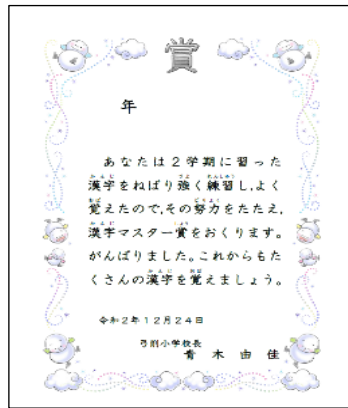 賞
年
あなたは2学期に習った
漢字をねばり強く練習し,よく
覚えたので,その努力をたたえ,
漢字マスター賞をおくります。
がんばりました。これからもた
くさんの漢字を覚えましょう。
令和2年12月24日
弓削小学校長
青木由佳